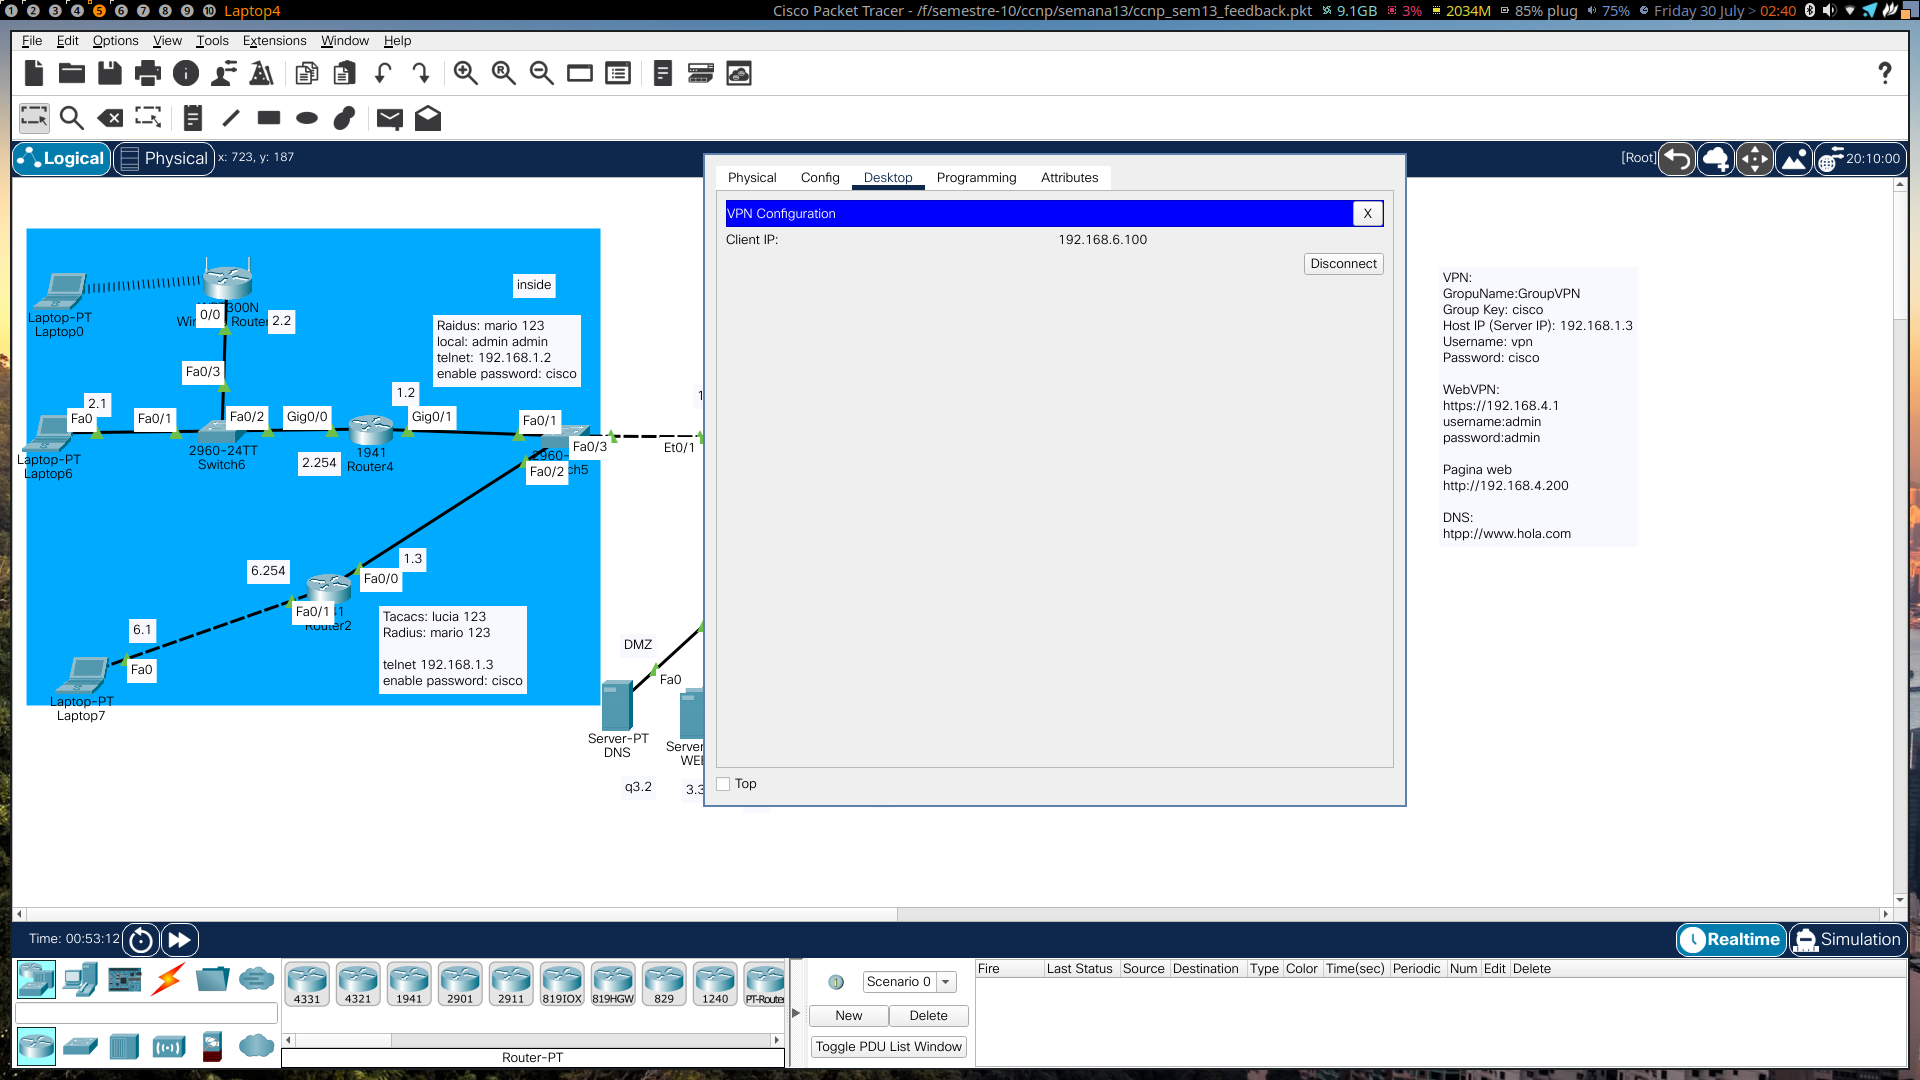 1 2 3 4 5 6 7 8 9 10 Laptop4
Cisco Packet Tracer - /f/semestre-10/ccnp/semana13/ccnp_sem13_feedback.pkt 9.1GB 3% 2034M 85% plug 75% Friday 30 July > 02:40
File Edit Options View Tools Extensions Window Help
Logical Physical x: 723, y: 187
[Root] 20:10:00
Physical Config Desktop Programming Attributes
VPN Configuration X
Client IP: 192.168.6.100
Disconnect
Top
inside
Laptop-PT
Laptop0
300N
Router
0/0
2.2
Raidus: mario 123
local: admin admin
telnet: 192.168.1.2
enable password: cisco
Fa0/3
2.1
Fa0
Fa0/1
Fa0/2
Gig0/0
1.2
Gig0/1
Fa0/1
Fa0/3
Fa0/2
Et0/1
Laptop-PT
Laptop6
2960-24TT
Switch6
2.254
1941
Router4
2960-
ch5
6.254
1.3
Fa0/0
Fa0/1
Router2
Tacacs: lucia 123
Radius: mario 123
telnet 192.168.1.3
enable password: cisco
6.1
Fa0
Laptop-PT
Laptop7
DMZ
Fa0
Server-PT
DNS
q3.2
Server
WE
3.3
VPN:
GropuName:GroupVPN
Group Key: cisco
Host IP (Server IP): 192.168.1.3
Username: vpn
Password: cisco
WebVPN:
https://192.168.4.1
username:admin
password:admin
Pagina web
http://192.168.4.200
DNS:
htpp://www.hola.com
Time: 00:53:12
Realtime Simulation
4331 4321 1941 2901 2911 819IOX 819HGW 829 1240 PT-Router
Router-PT
Scenario 0
New Delete
Toggle PDU List Window
Fire Last Status Source Destination Type Color Time(sec) Periodic Num Edit Delete